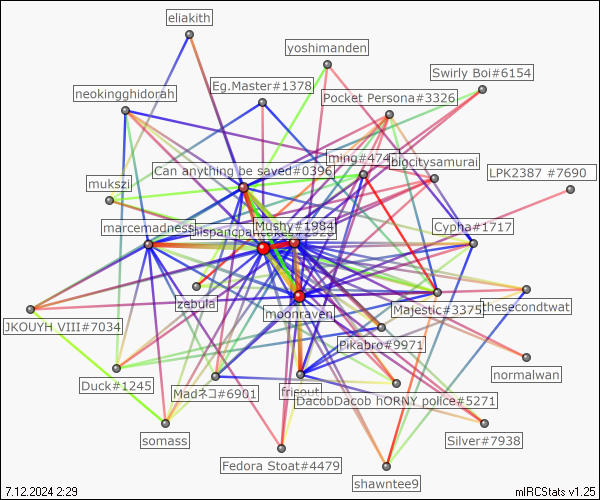 eliakith
yoshimanden
Swirly Boi#6154
Eg.Master#1378
neokingghidorah
Pocket Persona#3326
ming#474
bigcitysamurai
Can anything be saved#0396
LPK2387 #7690
mukszi
marcemadness
Mushy#1984
Cypha#1717
zebula
moonraven
Majestic#3375
thesecondtwat
JKOUYH VIII#7034
Pikabro#9971
normalwan
Duck#1245
Madネコ#6901
frisout
DacobDacob hORNY police#5271
somass
Silver#7938
Fedora Stoat#4479
shawntee9
7.12.2024 2:29
mIRCStats v1.25